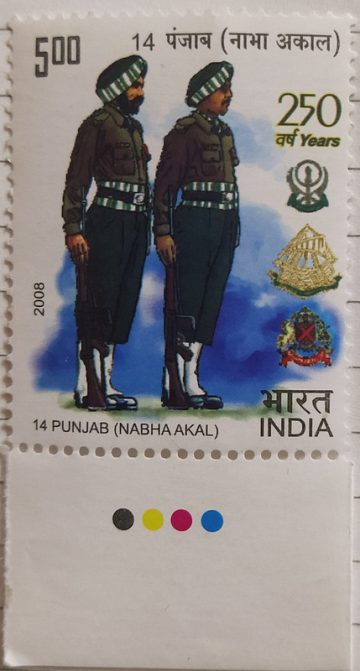 500
14 पंजाब (नाभा अकाल)
250
वर्ष Years
2008
भारत
INDIA
14 PUNJAB (NABHA AKAL)